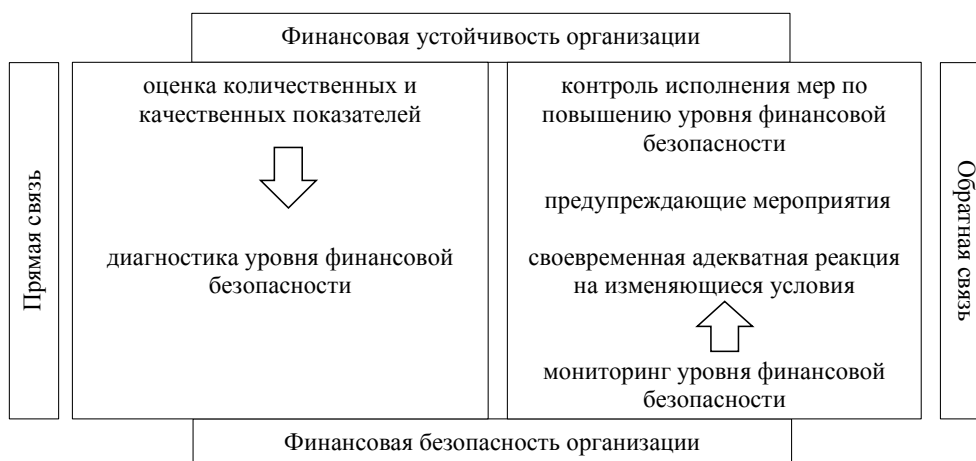 Финансовая устойчивость организации
Прямая связь
оценка количественных и
качественных показателей
диагностика уровня финансовой
безопасности
контроль исполнения мер по
повышению уровня финансовой
безопасности
предупреждающие мероприятия
своевременная адекватная реакция
на изменяющиеся условия
мониторинг уровня финансовой
безопасности
Обратная связь
Финансовая безопасность организации